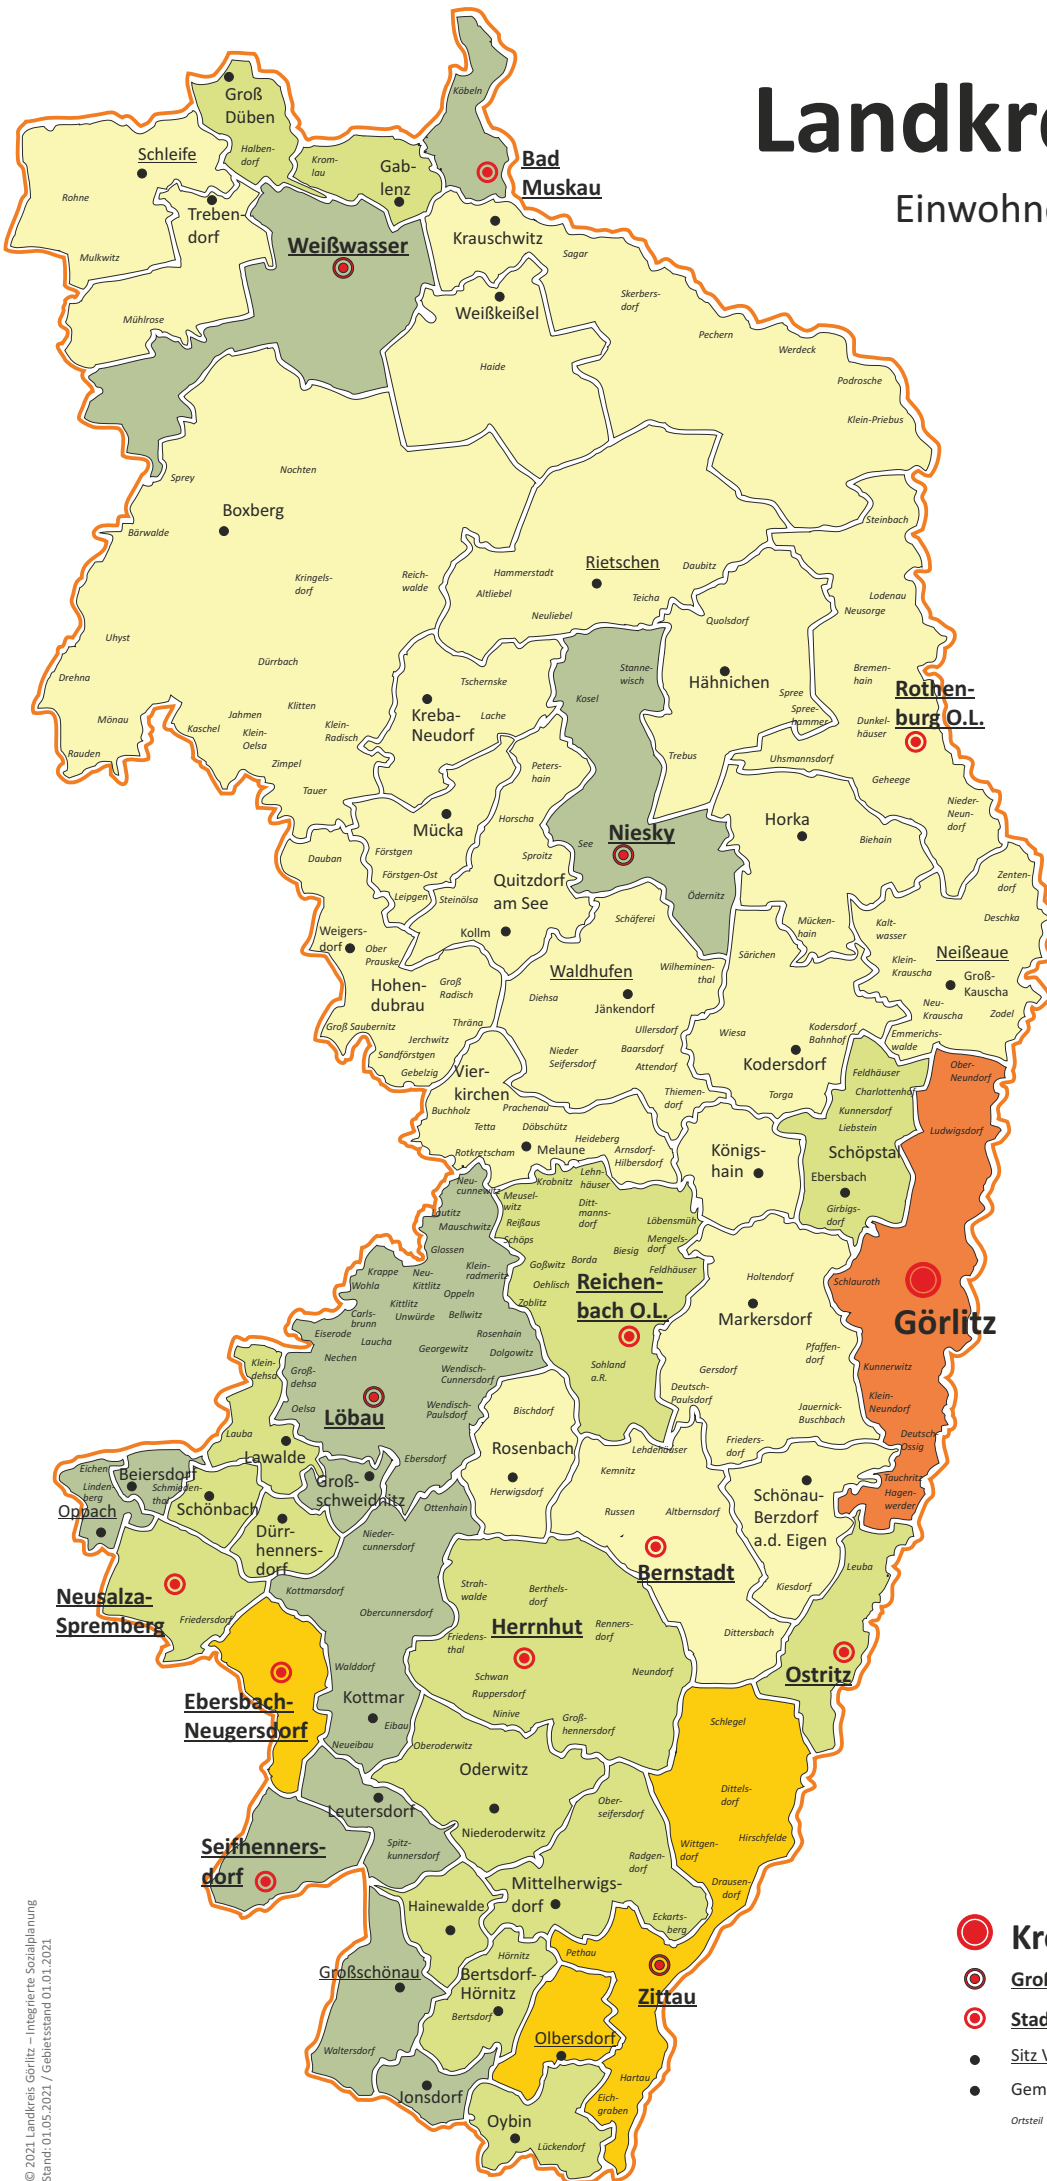 Landkre
Einwohne
Köbeln
Groß
Düben
Halben-
dorf
Krom-
lau
Gab-
lenz
Bad
Muskau
Schleife
Rohne
Mulkwitz
Treben-
dorf
Mühlrose
Weißwasser
Krauschwitz
Sagar
Skerbers-
dorf
Pechern
Werdeck
Podrosche
Klein-Priebus
Weißkeißel
Haide
Sprey
Nochten
Boxberg
Bärwalde
Kringels-
dorf
Reich-
walde
Uhyst
Dürrbach
Drehna
Mönau
Rauden
Kaschel
Jahmen
Klein-
Oelsa
Klitten
Klein-
Radisch
Zimpel
Tauer
Hammerstadt
Altliebel
Neuliebel
Rietschen
Teicha
Daubitz
Steinbach
Lodenau
Neusorge
Bremen-
hain
Rothen-
burg O.L.
Dunkel-
häuser
Geheege
Nieder-
Neun-
dorf
Uhsmannsdorf
Biehain
Quolsdorf
Hähnichen
Spree
Spree-
hammer
Trebus
Tschernske
Kreba-
Neudorf
Lache
Kosel
Stanne-
wisch
Niesky
See
Ödernitz
Peters-
hain
Horscha
Sproitz
Quitzdorf
am See
Steinölsa
Kollm
Mücka
Förstgen
Förstgen-Ost
Leipgen
Dauban
Weigers-
dorf
Ober
Prauske
Hohen-
dubrau
Groß
Radisch
Groß Saubernitz
Thräna
Jerchwitz
Sandförstgen
Gebelzig
Horka
Mücken-
hain
Zenten-
dorf
Deschka
Kalt-
wasser
Neißeaue
Klein-
Krauscha
Groß-
Kauscha
Neu-
Krauscha
Zodel
Emmerichs-
walde
Schäferei
Waldhufen
Wilheminen-
thal
Diehsa
Jänkendorf
Ullersdorf
Nieder
Seifersdorf
Baarsdorf
Attendorf
Thiemen-
dorf
Särichen
Wiesa
Kodersdorf
Bahnhof
Kodersdorf
Torga
Vier-
kirchen
Buchholz
Prachenau
Tetta
Döbschütz
Heideberg
Melaune
Arnsdorf-
Hilbersdorf
Rotkretscham
Königs-
hain
Feldhäuser
Charlottenhof
Kunnersdorf
Liebstein
Schöpstal
Ebersbach
Girbigs-
dorf
Ober-
Neundorf
Ludwigsdorf
Schlauroth
Görlitz
Kunnerwitz
Klein-
Neundorf
Deutsch
Ossig
Tauchritz
Hagen-
werder
Neu-
cunnewitz
Lautitz
Mauschwitz
Glossen
Krappe
Wohla
Neu-
Kittlitz
Klein-
radmeritz
Oppeln
Kittlitz
Carls-
brunn
Unwürde
Bellwitz
Eiserode
Laucha
Rosenhain
Georgewitz
Dolgowitz
Nechen
Groß-
dehsa
Wendisch-
Cunnersdorf
Oelsa
Löbau
Wendisch-
Paulsdorf
Ebersdorf
Krobnitz
Lehn-
häuser
Meusel-
witz
Ditt-
manns-
dorf
Reißaus
Schöps
Löbensmüh
Mengels-
dorf
Biesig
Borda
Goßwitz
Feldhäuser
Oehlisch
Zoblitz
Reichen-
bach O.L.
Sohland
a.R.
Holtendorf
Markersdorf
Pfaffen-
dorf
Gersdorf
Deutsch-
Paulsdorf
Jauernick-
Buschbach
Frieders-
dorf
Klein-
dehsa
Lauba
Lawalde
Eichen
Linden-
berg
Beiersdorf
Schmieden-
thal
Oppach
Schönbach
Groß-
schweidnitz
Dürr-
henners-
dorf
Bischdorf
Rosenbach
Herwigsdorf
Lehdehäuser
Kemnitz
Russen
Altbernsdorf
Bernstadt
Dittersbach
Schönau-
Berzdorf
a.d. Eigen
Kiesdorf
Leuba
Ostritz
Neusalza-
Spremberg
Friedersdorf
Ottenhain
Nieder-
cunnersdorf
Kottmarsdorf
Obercunnersdorf
Walddorf
Kottmar
Eibau
Neueibau
Strah-
walde
Berthels-
dorf
Herrnhut
Renners-
dorf
Friedens-
thal
Neundorf
Schwan
Ruppersdorf
Ninive
Groß-
hennersdorf
Ebersbach-
Neugersdorf
Oberoderwitz
Oderwitz
Niederoderwitz
Schlegel
Dittels-
dorf
Wittgen-
dorf
Hirschfelde
Drausen-
dorf
Leutersdorf
Spitz-
kunnersdorf
Seifhenners-
dorf
Ober-
seifersdorf
Radgen-
dorf
Mittelherwigs-
dorf
Eckarts-
berg
Hainewalde
Großschönau
Waltersdorf
Hörnitz
Bertsdorf-
Hörnitz
Bertsdorf
Pethau
Zittau
Olbersdorf
Hartau
Eich-
graben
Jonsdorf
Oybin
Lückendorf
Kre
Groß
Stad
Sitz V
Gem
Ortsteil
© 2021 Landkreis Görlitz – Integrierte Sozialplanung
Stand: 01.05.2021 / Gebietsstand 01.01.2021